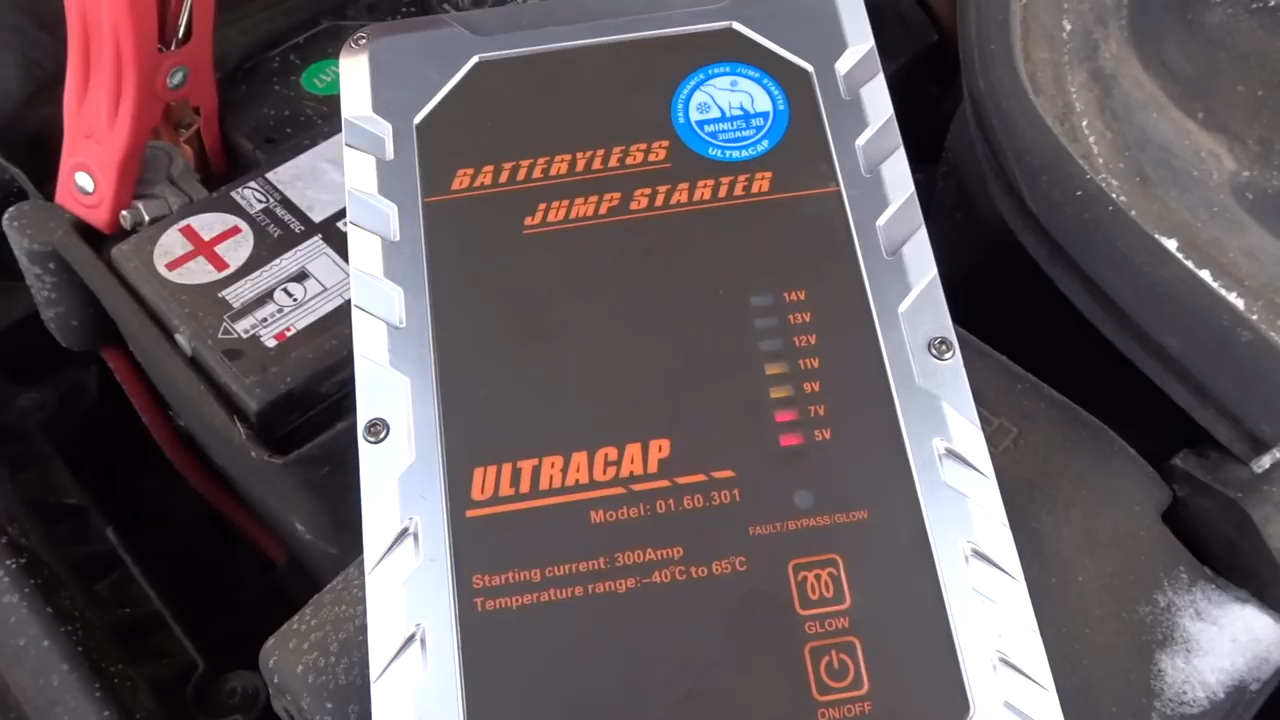 MAINTENANCE FREE JUMP STARTER
MINUS 30
300AMP
ULTRACAP
BATTERYLESS
JUMP STARTER
14V
13V
12V
11V
9V
7V
5V
ULTRACAP
Model: 01.60.301
FAULT/BYPASS/GLOW
Starting current: 300Amp
Temperature range:-40°C to 65°C
GLOW
ON/OFF
ENERTEC